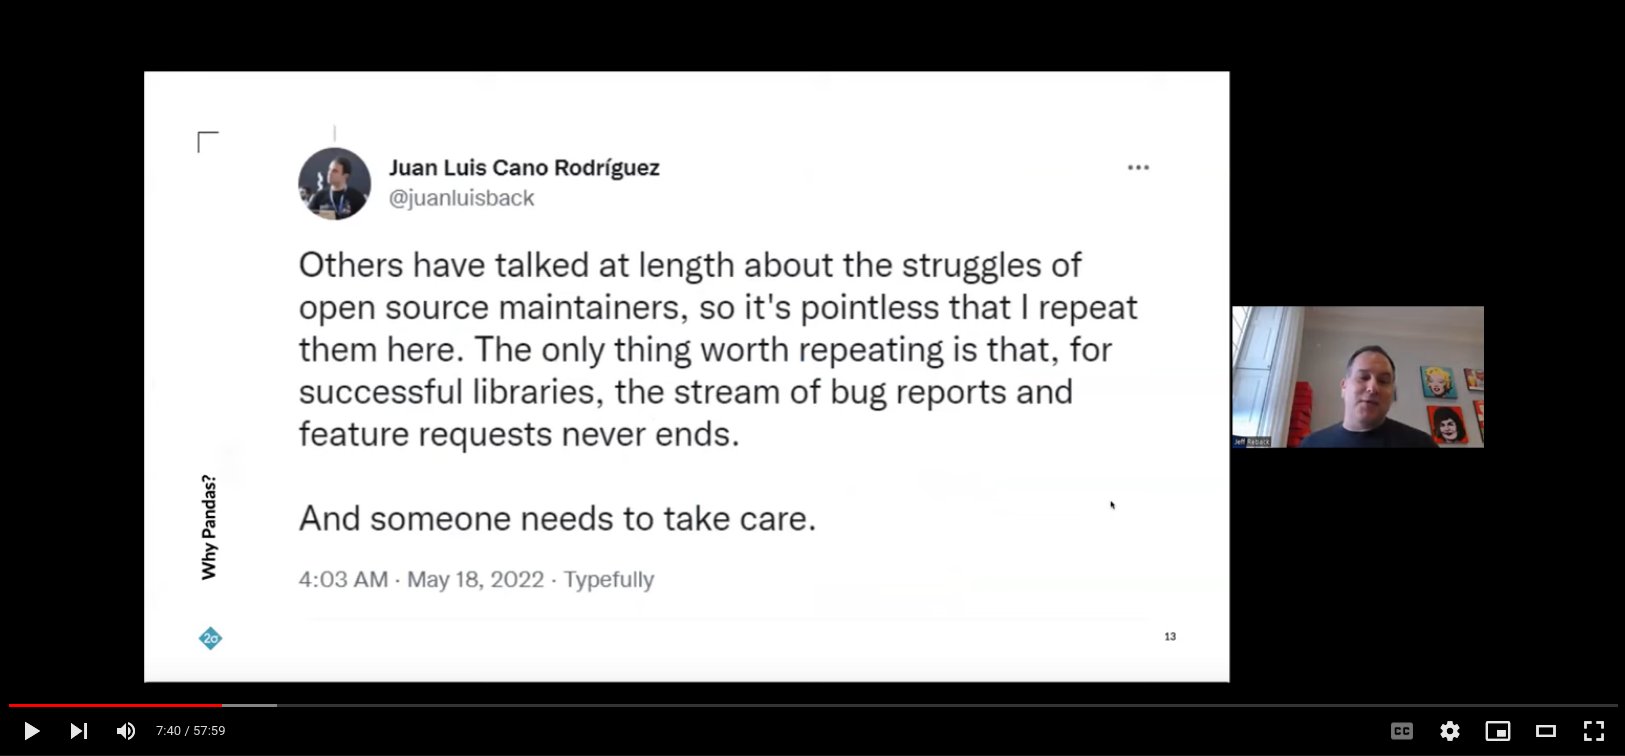 Juan Luis Cano Rodríguez
@juanluisback
Others have talked at length about the struggles of
open source maintainers, so it's pointless that I repeat
them here. The only thing worth repeating is that, for
successful libraries, the stream of bug reports and
feature requests never ends.
And someone needs to take care.
4:03 AM · May 18, 2022 · Typefully
Why Pandas?
2σ
13
Jeff Reback
7:40 / 57:59
CC